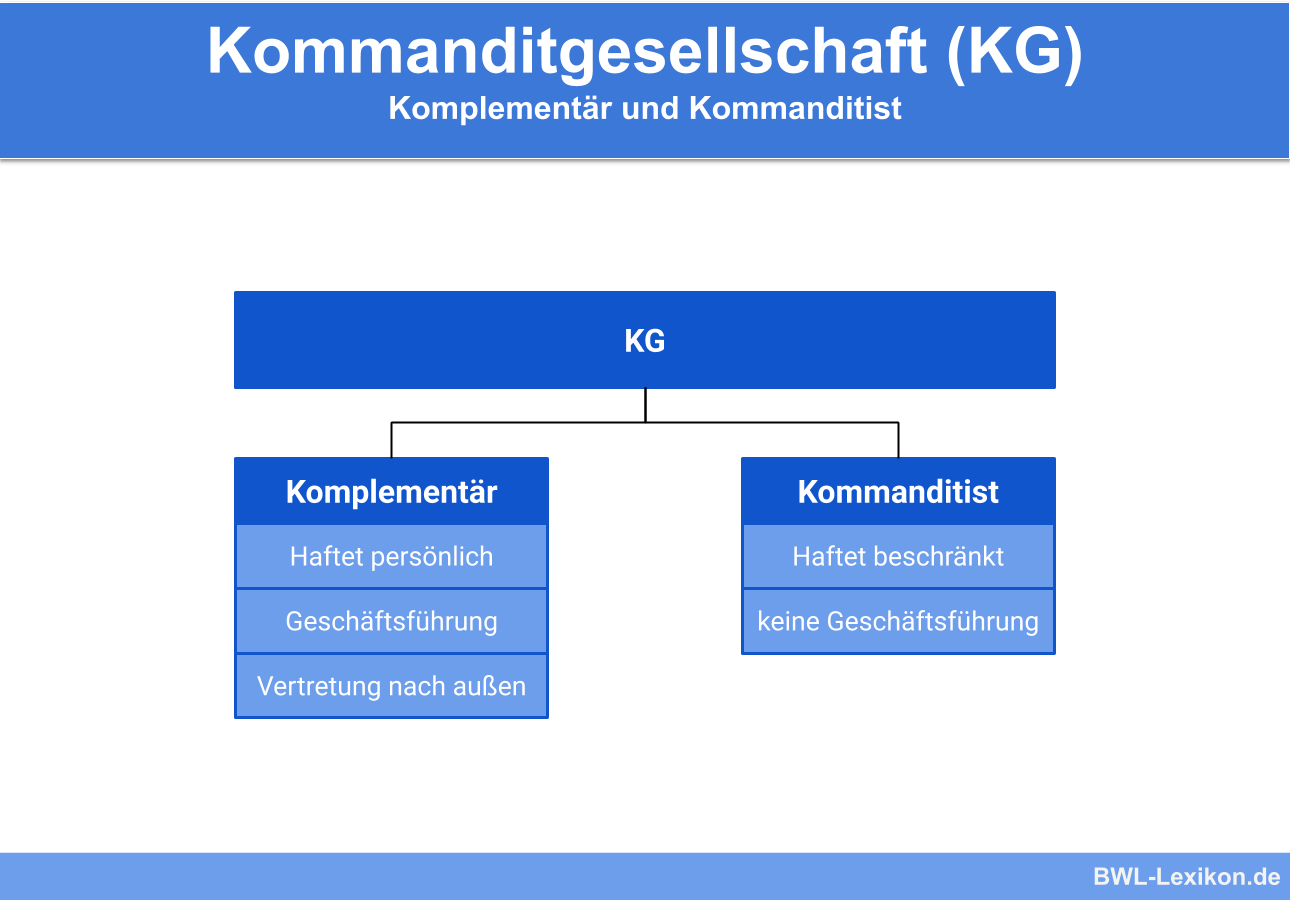 Kommanditgesellschaft (KG)
Komplementär und Kommanditist
KG
Komplementär
Haftet persönlich
Geschäftsführung
Vertretung nach außen
Kommanditist
Haftet beschränkt
keine Geschäftsführung
BWL-Lexikon.de